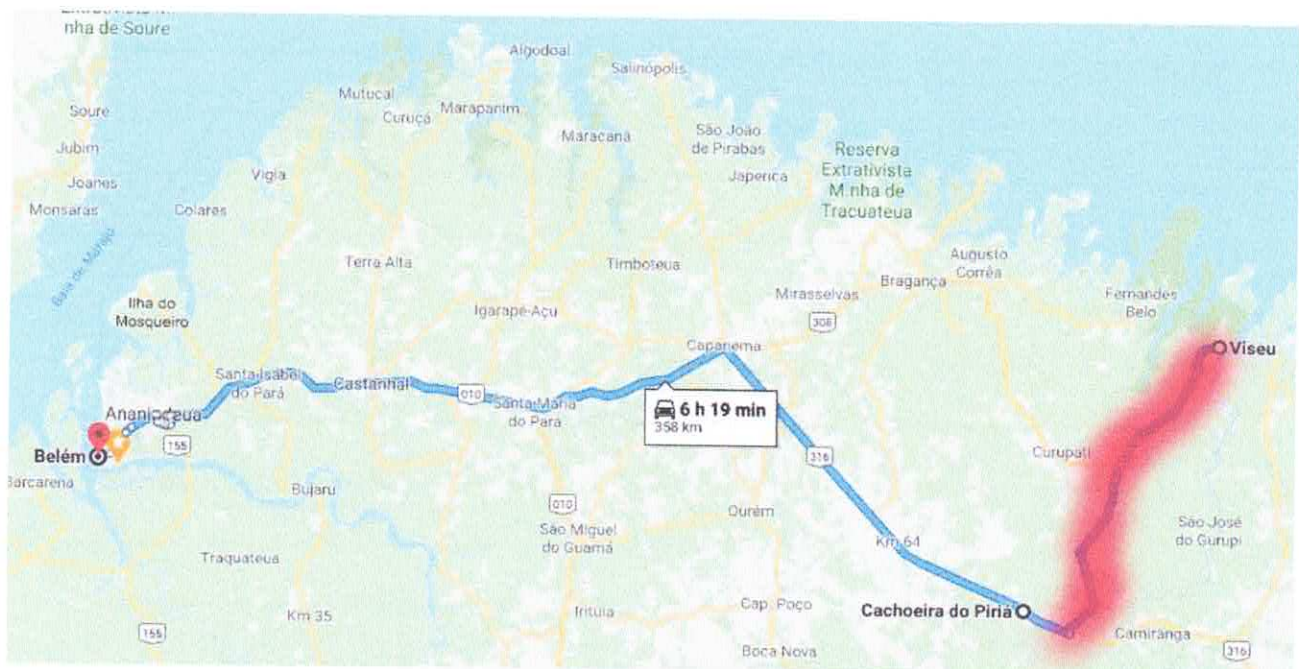 nha de Soure
Soure
Jubim
Joanes
Monsaras
Colares
Vigia
Mutucal
Curuçá
Marapanim
Algodoal
Salinópolis
Maracanã
São João
de Pirabas
Japerica
Reserva
Extrativista
M.nha de
Tracuateua
Baía de Marajó
Ilha do
Mosqueiro
Terra Alta
Igarapé-Açu
Timboteua
Mirasselvas
308
Bragança
Augusto
Corrêa
Fernandes
Belo
Viseu
Capanema
Santa Isabel
do Pará
Castanhal
010
Santa Maria
do Pará
6 h 19 min
358 km
Ananindeua
155
Belém
Barcarena
Bujaru
010
316
Curupati
São Miguel
do Guamá
Ourém
Km 64
São José
do Gurupi
Traquateua
Km 35
155
Irituia
Cap. Poço
Boca Nova
Cachoeira do Piriá
Camiranga
316